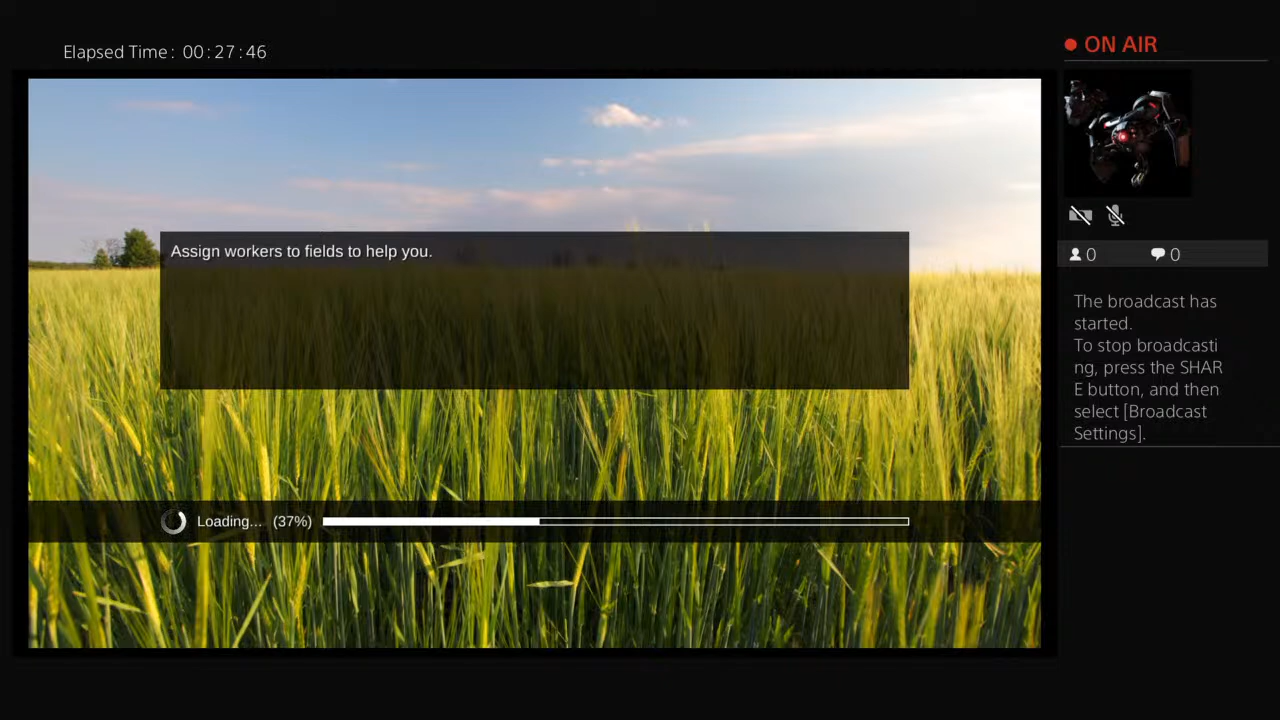 Elapsed Time: 00:27:46
ON AIR
Assign workers to fields to help you.
0
0
The broadcast has
started.
To stop broadcasti
ng, press the SHAR
E button, and then
select [Broadcast
Settings].
Loading... (37%)